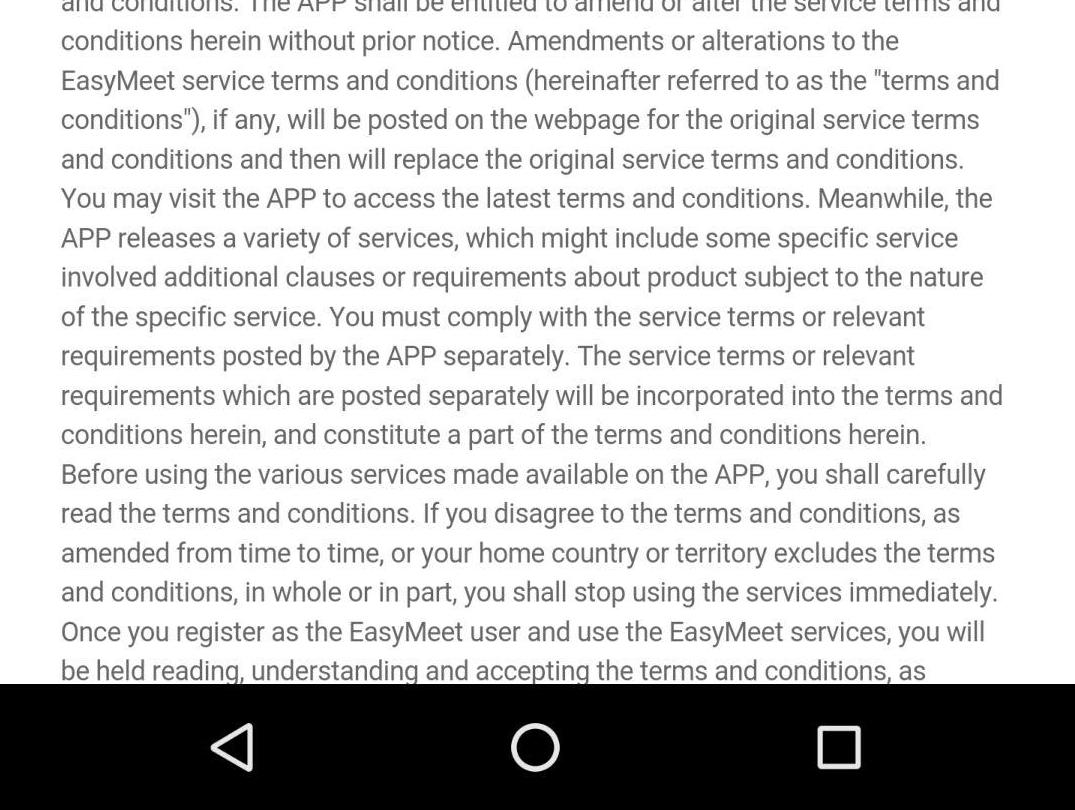 and conditions. The APP shall be entitled to amend or alter the service terms and
conditions herein without prior notice. Amendments or alterations to the
EasyMeet service terms and conditions (hereinafter referred to as the "terms and
conditions"), if any, will be posted on the webpage for the original service terms
and conditions and then will replace the original service terms and conditions.
You may visit the APP to access the latest terms and conditions. Meanwhile, the
APP releases a variety of services, which might include some specific service
involved additional clauses or requirements about product subject to the nature
of the specific service. You must comply with the service terms or relevant
requirements posted by the APP separately. The service terms or relevant
requirements which are posted separately will be incorporated into the terms and
conditions herein, and constitute a part of the terms and conditions herein.
Before using the various services made available on the APP, you shall carefully
read the terms and conditions. If you disagree to the terms and conditions, as
amended from time to time, or your home country or territory excludes the terms
and conditions, in whole or in part, you shall stop using the services immediately.
Once you register as the EasyMeet user and use the EasyMeet services, you will
be held reading, understanding and accepting the terms and conditions, as